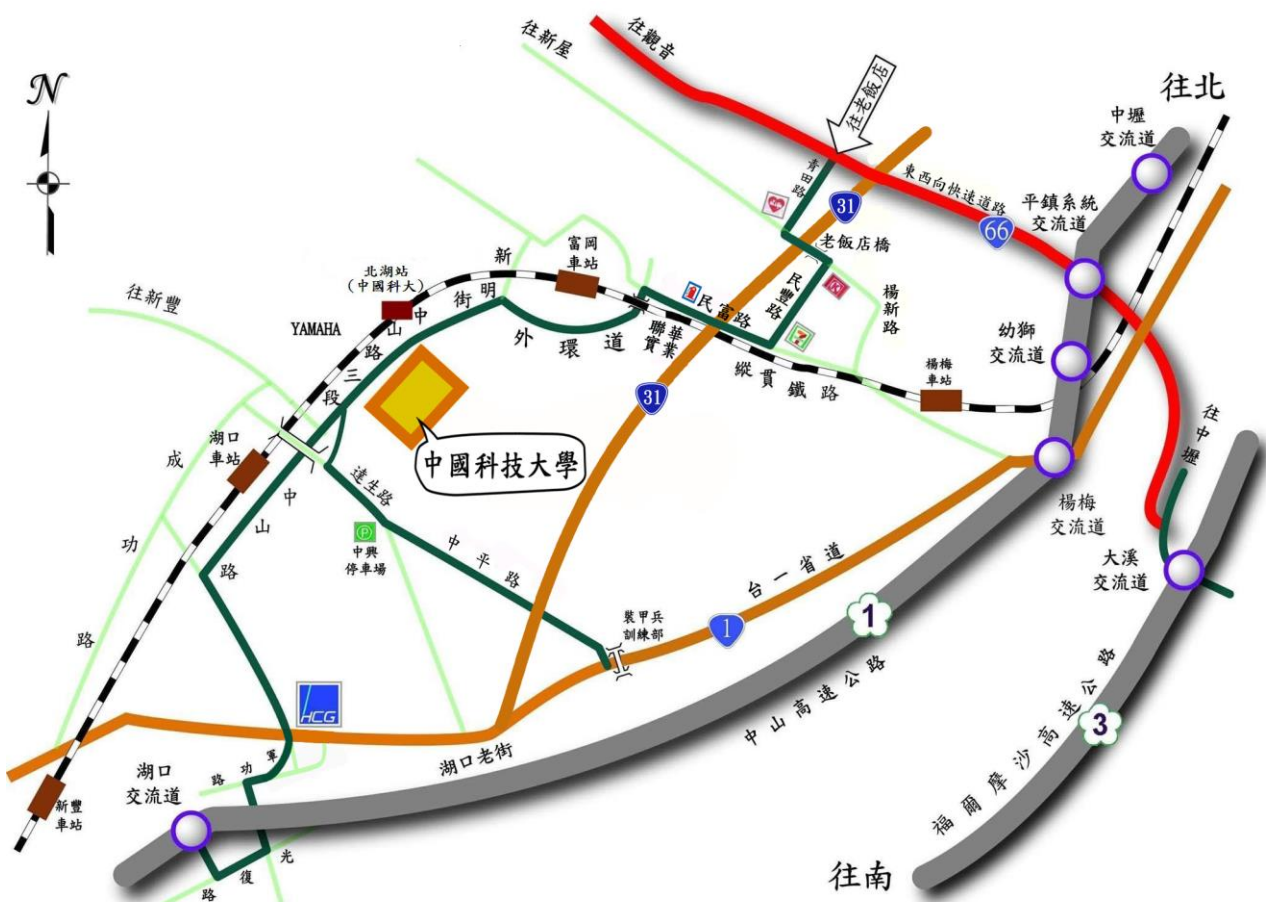 N
往新屋
往觀音
往老飯店
往北
中壢
交流道
青田路
東西向快速道路
31
66
平鎮系統
交流道
老飯店橋
富岡
車站
北湖站
(中國科大)
新明街
民富路
民豐路
楊新路
往新豐
YAMAHA
中山路三段
外環道
聯華實業
7
幼獅
交流道
縱貫鐵路
楊梅
車站
31
往中壢
湖口
車站
中國科技大學
成功路
中山路
達生路
P
中興
停車場
中平路
楊梅
交流道
大溪
交流道
台一省道
裝甲兵
訓練部
1
1
中山高速公路
福爾摩沙高速公路
3
HCG
湖口老街
軍功路
湖口
交流道
新豐
車站
光復路
往南